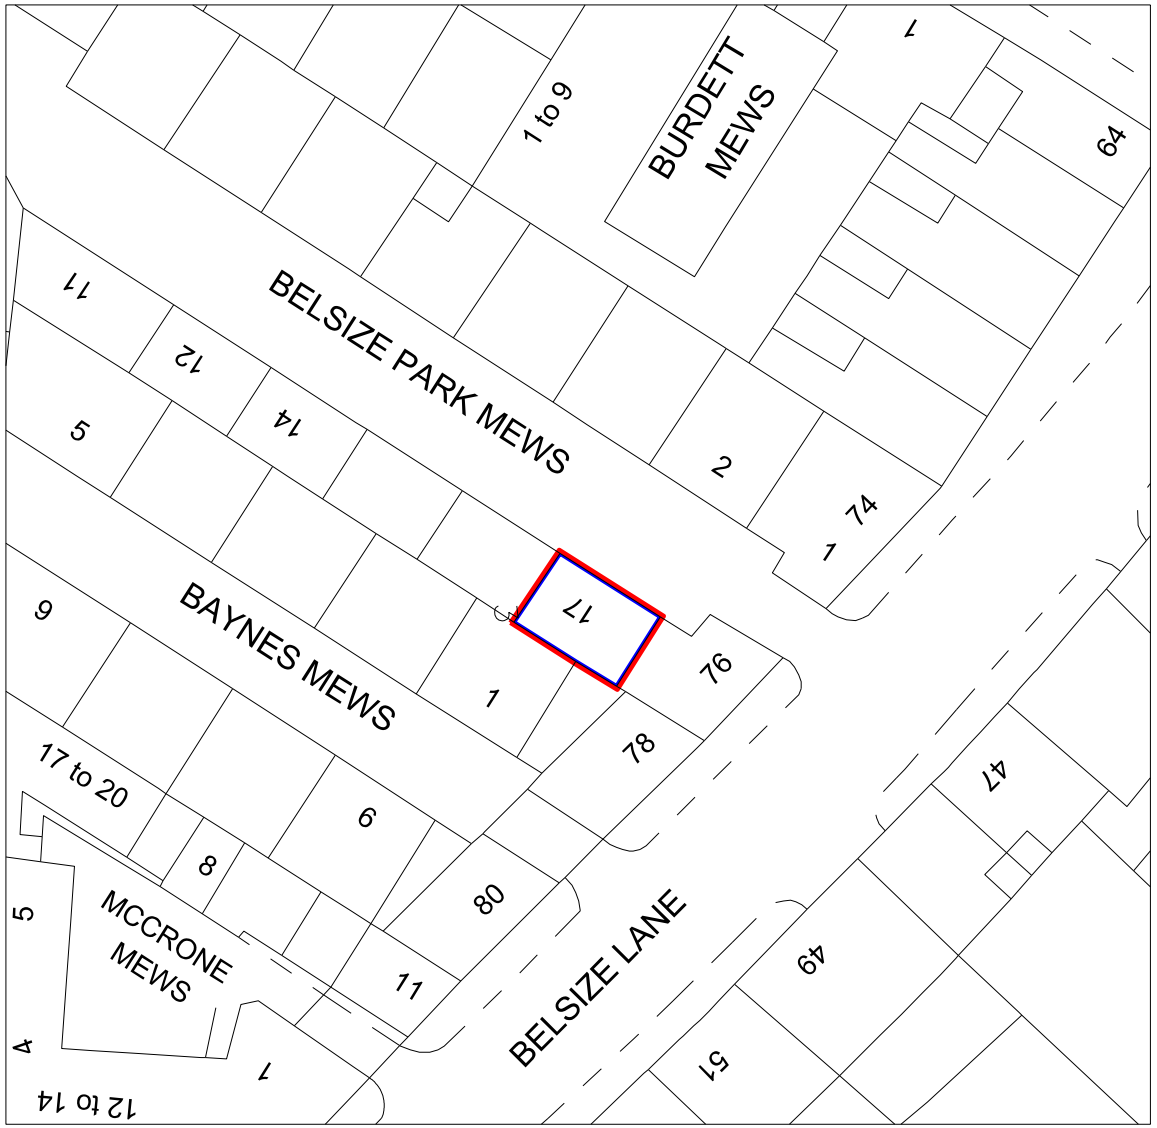 1
BURDETT
MEWS
1 to 9
64
11
BELSIZE PARK MEWS
12
14
5
2
74
1
17
BAYNES MEWS
9
76
1
78
47
17 to 20
6
8
80
5
MCCRONE
MEWS
49
11
BELSIZE LANE
4
1
51
12 to 14